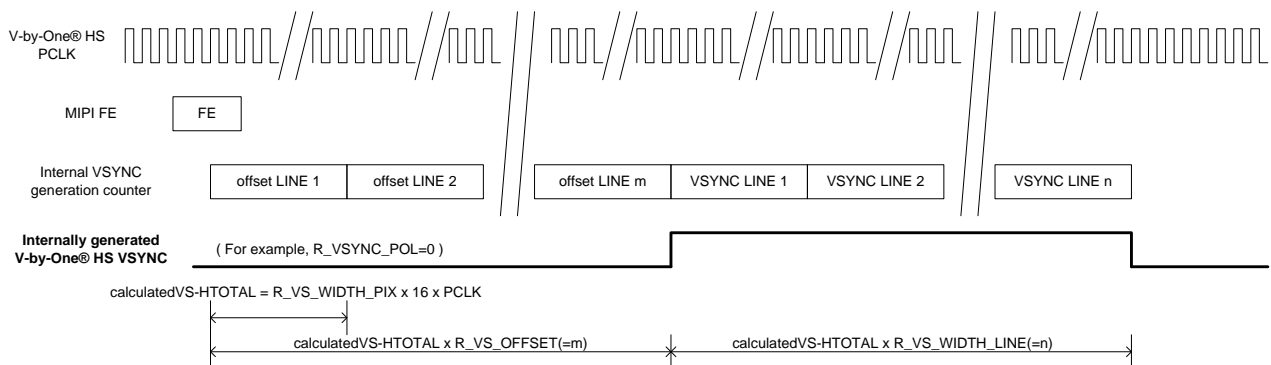 V-by-One® HS
PCLK
MIPI FE
FE
Internal VSYNC
generation counter
offset LINE 1
offset LINE 2
offset LINE m
VSYNC LINE 1
VSYNC LINE 2
VSYNC LINE n
Internally generated
V-by-One® HS VSYNC
( For example, R_VSYNC_POL=0 )
calculatedVS-HTOTAL = R_VS_WIDTH_PIX x 16 x PCLK
calculatedVS-HTOTAL x R_VS_OFFSET(=m)
calculatedVS-HTOTAL x R_VS_WIDTH_LINE(=n)